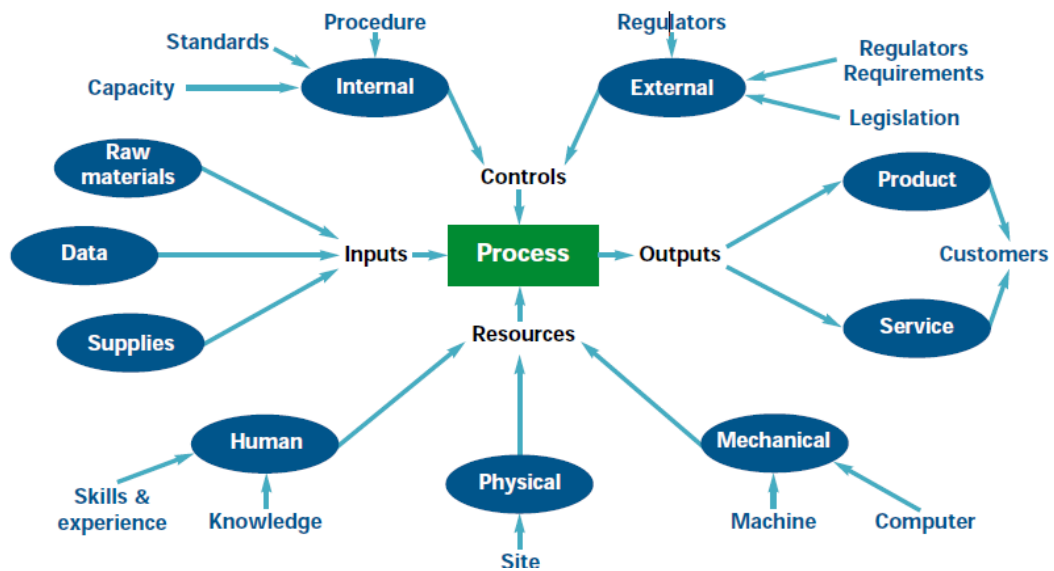 Procedure
Regulators
Standards
Regulators
Requirements
Internal
External
Capacity
Legislation
Raw
materials
Controls
Product
Data
Inputs
Process
Outputs
Customers
Supplies
Resources
Service
Human
Mechanical
Physical
Skills &
experience
Knowledge
Machine
Computer
Site